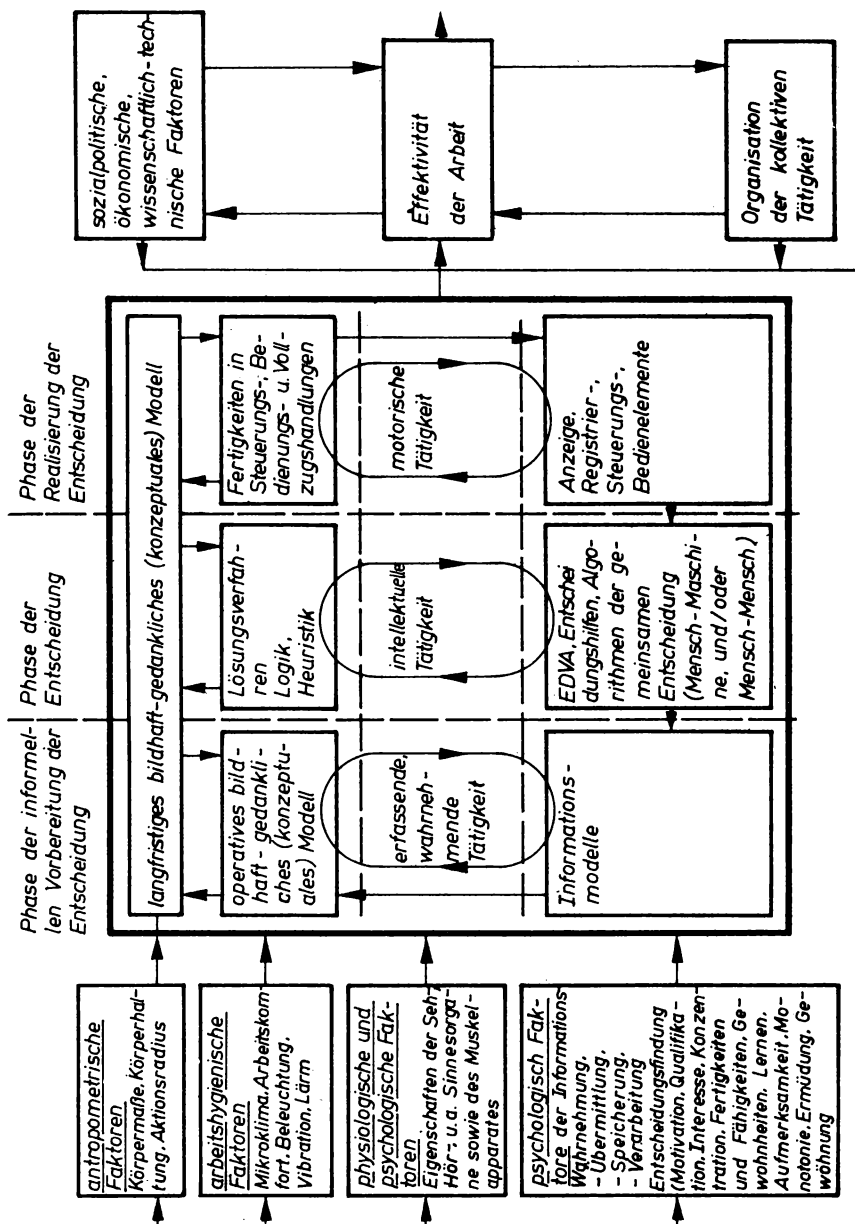 antropometrische
Faktoren
Körpermaße, Körperhal-
tung, Aktionsradius
arbeitshygienische
Faktoren
Mikroklima, Arbeitskom-
fort, Beleuchtung,
Vibration, Lärm
physiologische und
psychologische Fak-
toren
Eigenschaften der Seh-,
Hör- u.a. Sinnesorga-
ne sowie des Muskel-
apparates
psychologisch Fak-
tore der Informations-
Wahrnehmung,
- Übermittlung,
- Speicherung,
- Verarbeitung
Entscheidungsfindung
(Motivation, Qualifika-
tion, Interesse, Konzen-
tration, Fertigkeiten
und Fähigkeiten, Ge-
wohnheiten, Lernen,
Aufmerksamkeit, Mo-
notonie, Ermüdung, Ge-
wöhnung
Phase der informel-
len Vorbereitung der
Entscheidung
Phase der
Entscheidung
Phase der
Realisierung der
Entscheidung
langfristiges bildhaft-gedankliches (konzeptuales) Modell
operatives bild-
haft-gedankli-
ches (konzeptu-
ales) Modell
Lösungsverfah-
ren
Logik,
Heuristik
Fertigkeiten in
Steuerungs-, Be-
dienungs- u. Voll-
zugshandlungen
erfassende,
wahrneh-
mende
Tätigkeit
intellektuelle
Tätigkeit
motorische
Tätigkeit
Informations-
modelle
EDVA, Entschei
dungshilfen, Algo-
rithmen der ge-
meinsamen
Entscheidung
(Mensch-Maschi-
ne, und/oder
Mensch-Mensch)
Anzeige,
Registrier-,
Steuerungs-,
Bedienelemente
sozialpolitische,
ökonomische,
wissenschaftlich-tech-
nische Faktoren
Effektivität
der Arbeit
Organisation
der kollektiven
Tätigkeit